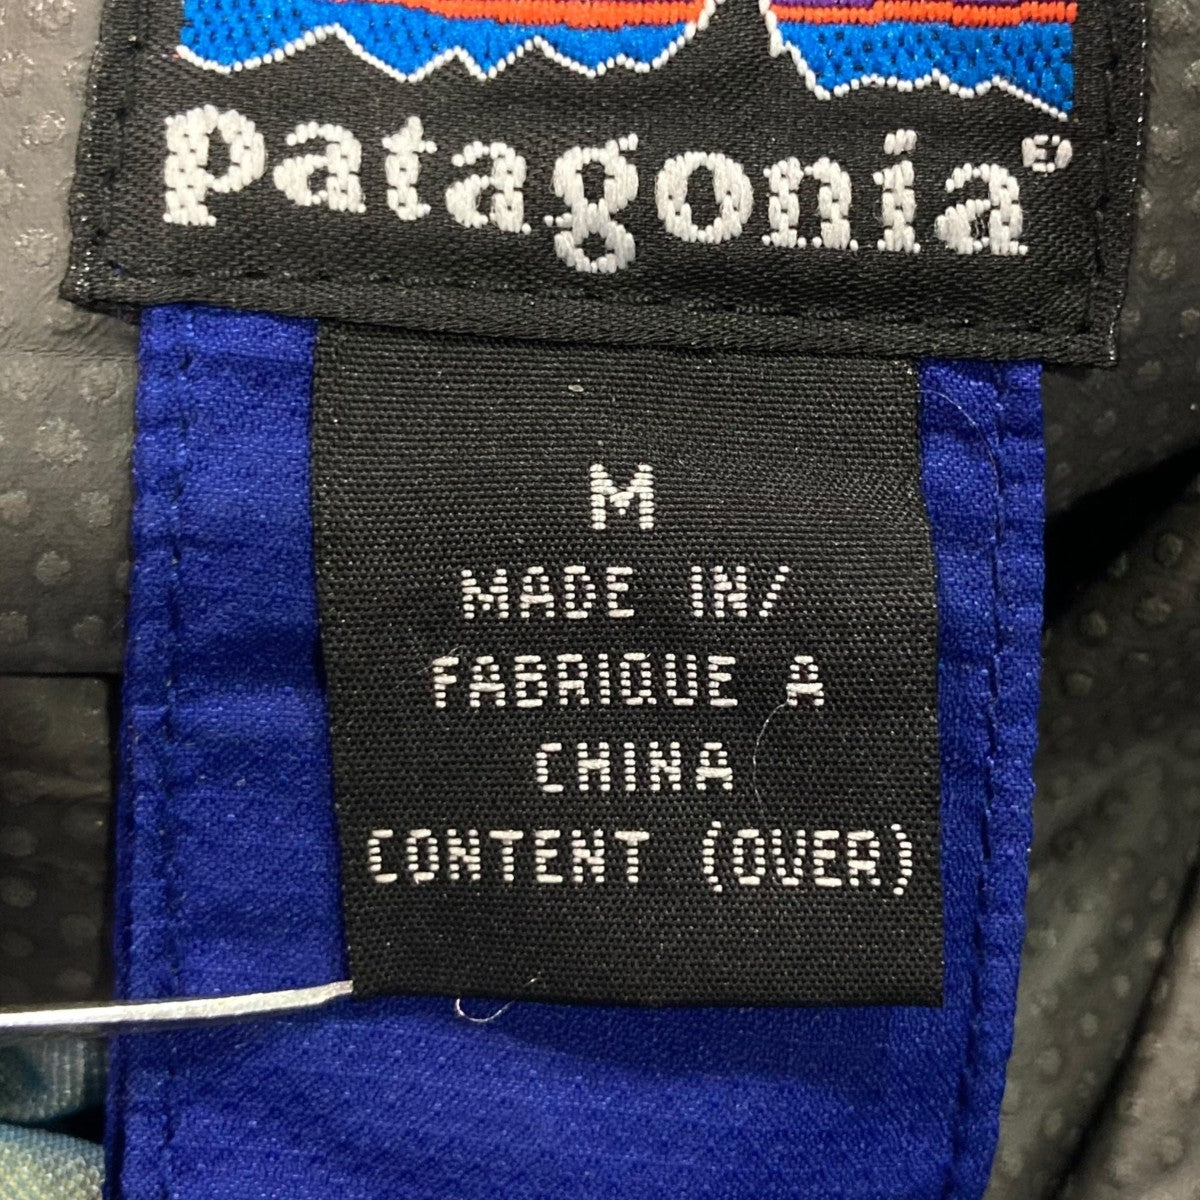 patagonia®
M
MADE IN/
FABRIQUE A
CHINA
CONTENT (OVER)